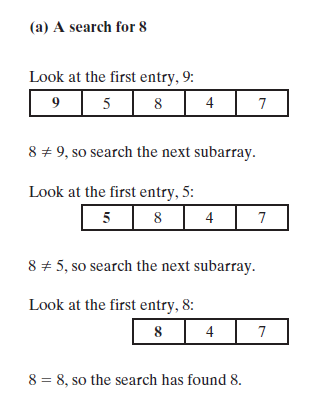 (a) A search for 8
Look at the first entry, 9:
9 5 8 4 7
8 ≠ 9, so search the next subarray.
Look at the first entry, 5:
5 8 4 7
8 ≠ 5, so search the next subarray.
Look at the first entry, 8:
8 4 7
8 = 8, so the search has found 8.